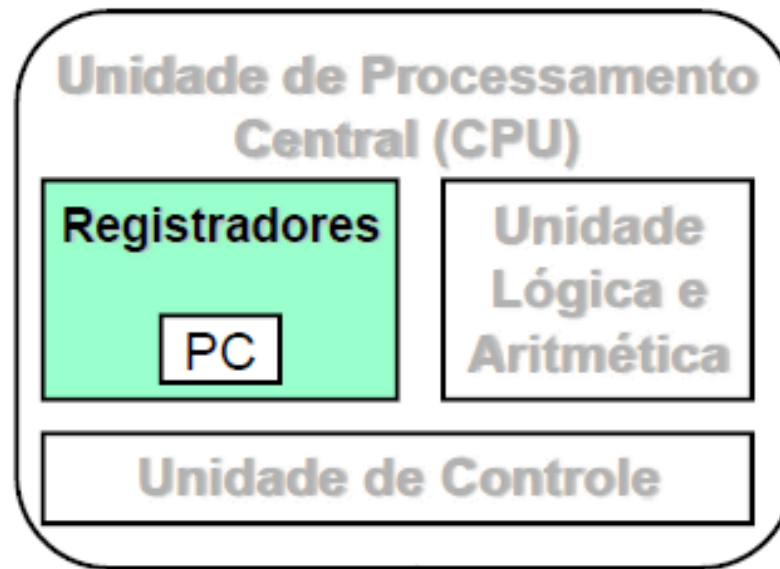 Unidade de Processamento
Central (CPU)
Registradores
PC
Unidade
Lógica e
Aritmética
Unidade de Controle